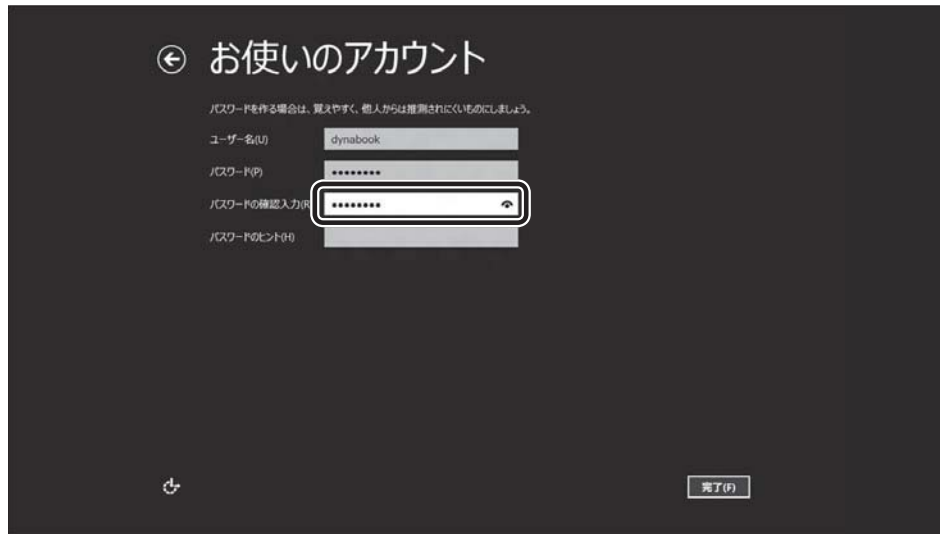 お使いのアカウント
パスワードを作る場合は、覚えやすく、他人からは推測されにくいものにしましょう。
ユーザー名(U) dynabook
パスワード(P) ••••••••
パスワードの確認入力(R ••••••••
パスワードのヒント(H)
完了(F)